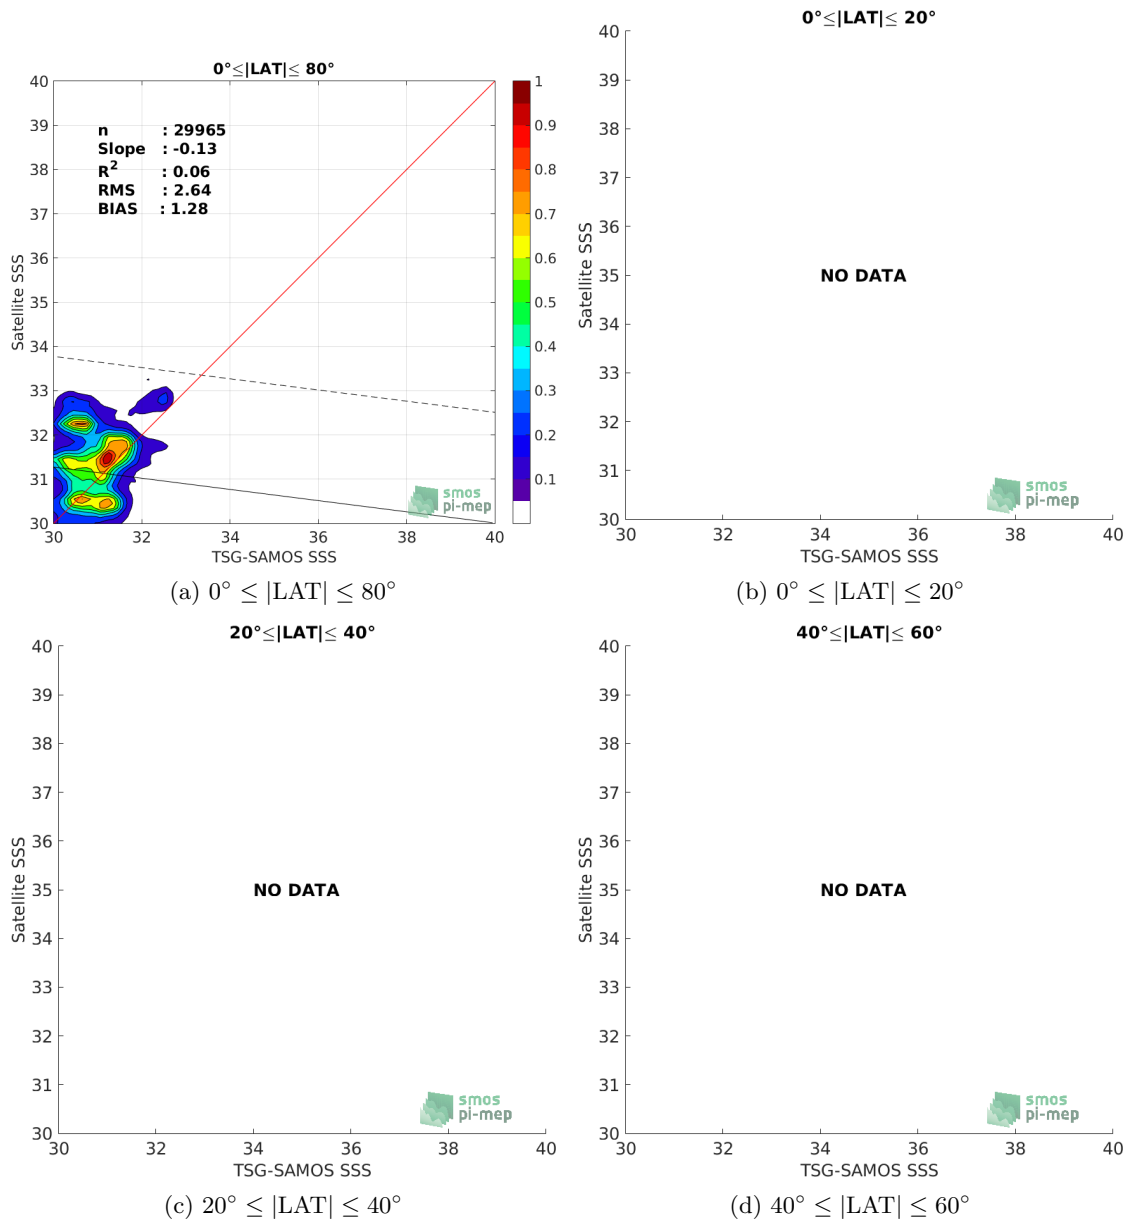 0°≤|LAT|≤ 80°
40
39
38
37
36
35
34
33
32
31
30
Satellite SSS
n : 29965
Slope : -0.13
R2 : 0.06
RMS : 2.64
BIAS : 1.28
1
0.9
0.8
0.7
0.6
0.5
0.4
0.3
0.2
0.1
smos
pi-mep
30 32 34 36 38 40
TSG-SAMOS SSS
(a) 0° ≤ |LAT| ≤ 80°
0°≤|LAT|≤ 20°
40
39
38
37
36
35
34
33
32
31
30
Satellite SSS
NO DATA
smos
pi-mep
30 32 34 36 38 40
TSG-SAMOS SSS
(b) 0° ≤ |LAT| ≤ 20°
20°≤|LAT|≤ 40°
40
39
38
37
36
35
34
33
32
31
30
Satellite SSS
NO DATA
smos
pi-mep
30 32 34 36 38 40
TSG-SAMOS SSS
(c) 20° ≤ |LAT| ≤ 40°
40°≤|LAT|≤ 60°
40
39
38
37
36
35
34
33
32
31
30
Satellite SSS
NO DATA
smos
pi-mep
30 32 34 36 38 40
TSG-SAMOS SSS
(d) 40° ≤ |LAT| ≤ 60°